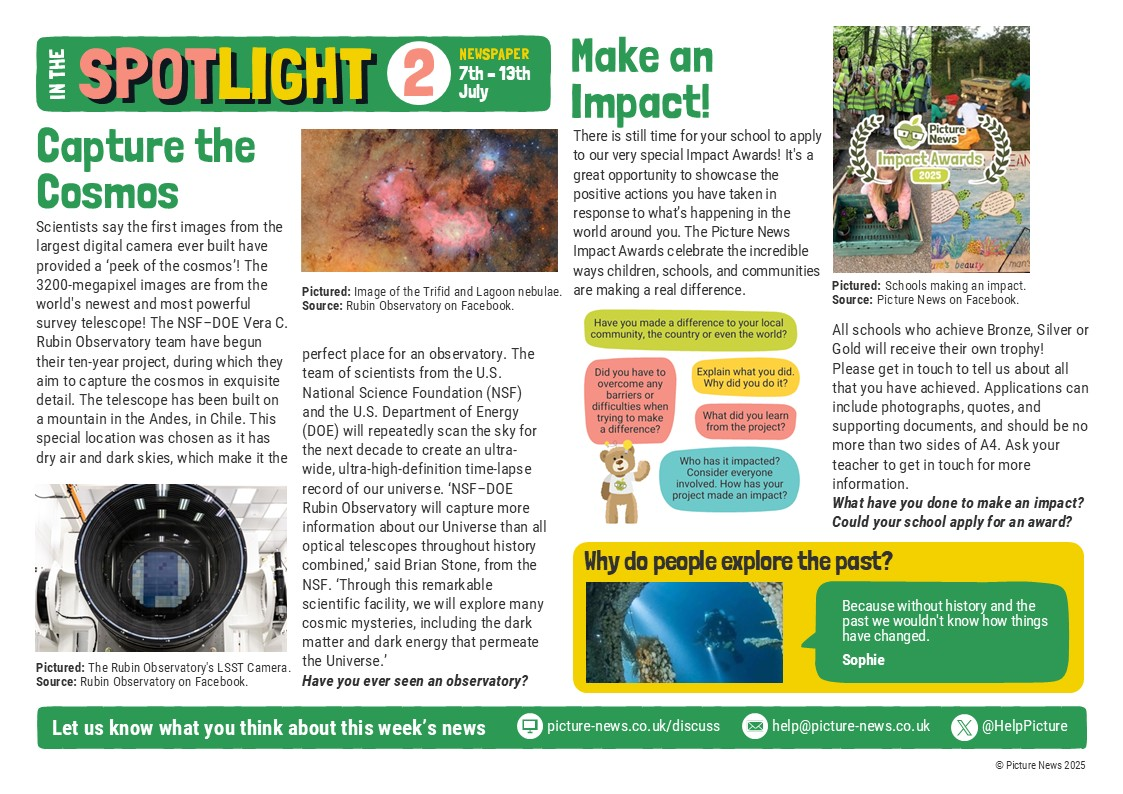 IN THE
SPOTLIGHT
2
NEWSPAPER
7th – 13th
July
Capture the
Cosmos
Scientists say the first images from the
largest digital camera ever built have
provided a ‘peek of the cosmos’! The
3200-megapixel images are from the
world's newest and most powerful
survey telescope! The NSF–DOE Vera C.
Rubin Observatory team have begun
their ten-year project, during which they
aim to capture the cosmos in exquisite
detail. The telescope has been built on
a mountain in the Andes, in Chile. This
special location was chosen as it has
dry air and dark skies, which make it the
Pictured: The Rubin Observatory's LSST Camera.
Source: Rubin Observatory on Facebook.
Pictured: Image of the Trifid and Lagoon nebulae.
Source: Rubin Observatory on Facebook.
perfect place for an observatory. The
team of scientists from the U.S.
National Science Foundation (NSF)
and the U.S. Department of Energy
(DOE) will repeatedly scan the sky for
the next decade to create an ultra-
wide, ultra-high-definition time-lapse
record of our universe. ‘NSF–DOE
Rubin Observatory will capture more
information about our Universe than all
optical telescopes throughout history
combined,’ said Brian Stone, from the
NSF. ‘Through this remarkable
scientific facility, we will explore many
cosmic mysteries, including the dark
matter and dark energy that permeate
the Universe.’
Have you ever seen an observatory?
Make an
Impact!
There is still time for your school to apply
to our very special Impact Awards! It's a
great opportunity to showcase the
positive actions you have taken in
response to what's happening in the
world around you. The Picture News
Impact Awards celebrate the incredible
ways children, schools, and communities
are making a real difference.
Have you made a difference to your local
community, the country or even the world?
Did you have to
overcome any
barriers or
difficulties when
trying to make
a difference?
Explain what you did.
Why did you do it?
What did you learn
from the project?
Who has it impacted?
Consider everyone
involved. How has your
project made an impact?
Picture
News
Impact Awards
2025
Pictured: Schools making an impact.
Source: Picture News on Facebook.
All schools who achieve Bronze, Silver or
Gold will receive their own trophy!
Please get in touch to tell us about all
that you have achieved. Applications can
include photographs, quotes, and
supporting documents, and should be no
more than two sides of A4. Ask your
teacher to get in touch for more
information.
What have you done to make an impact?
Could your school apply for an award?
Why do people explore the past?
Because without history and the
past we wouldn't know how things
have changed.
Sophie
Let us know what you think about this week’s news
picture-news.co.uk/discuss
help@picture-news.co.uk
@HelpPicture
© Picture News 2025